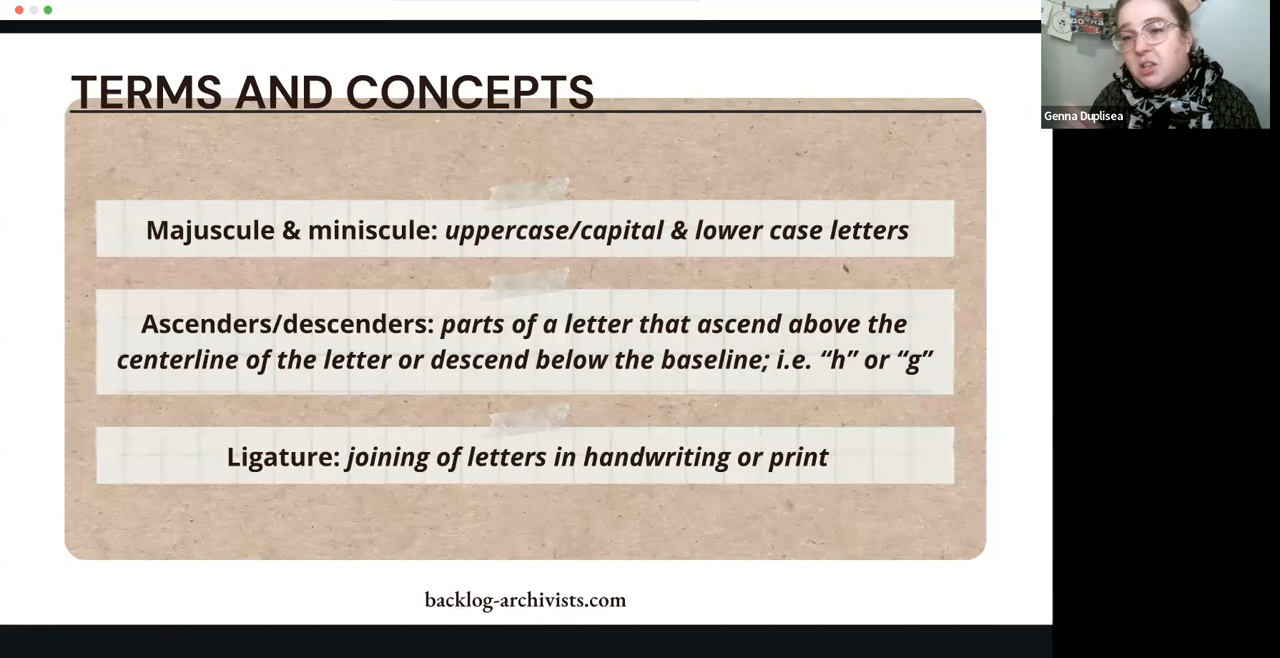 TERMS AND CONCEPTS
Genna Duplisea
Majuscule & miniscule: uppercase/capital & lower case letters
Ascenders/descenders: parts of a letter that ascend above the
centerline of the letter or descend below the baseline; i.e. “h” or “g”
Ligature: joining of letters in handwriting or print
backlog-archivists.com